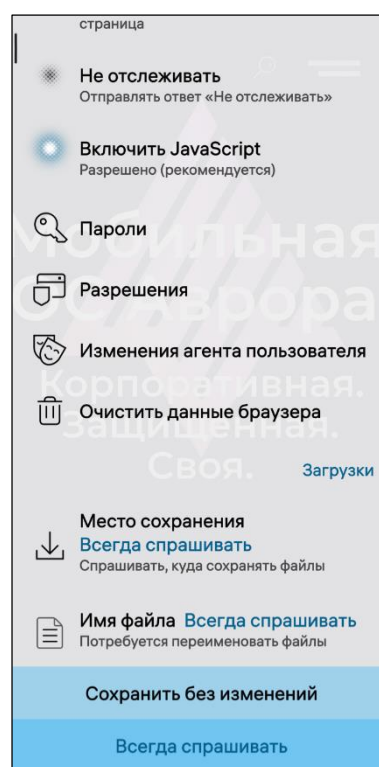 страница
Не отслеживать
Отправлять ответ «Не отслеживать»
Включить JavaScript
Разрешено (рекомендуется)
Мобильная
Пароли
ОС Аврора
Разрешения
Изменения агента пользователя
Корпоративная.
Очистить данные браузера
Защищённая.
Своя.
Загрузки
Место сохранения
Всегда спрашивать
Спрашивать, куда сохранять файлы
Имя файла Всегда спрашивать
Потребуется переименовать файлы
Сохранить без изменений
Всегда спрашивать